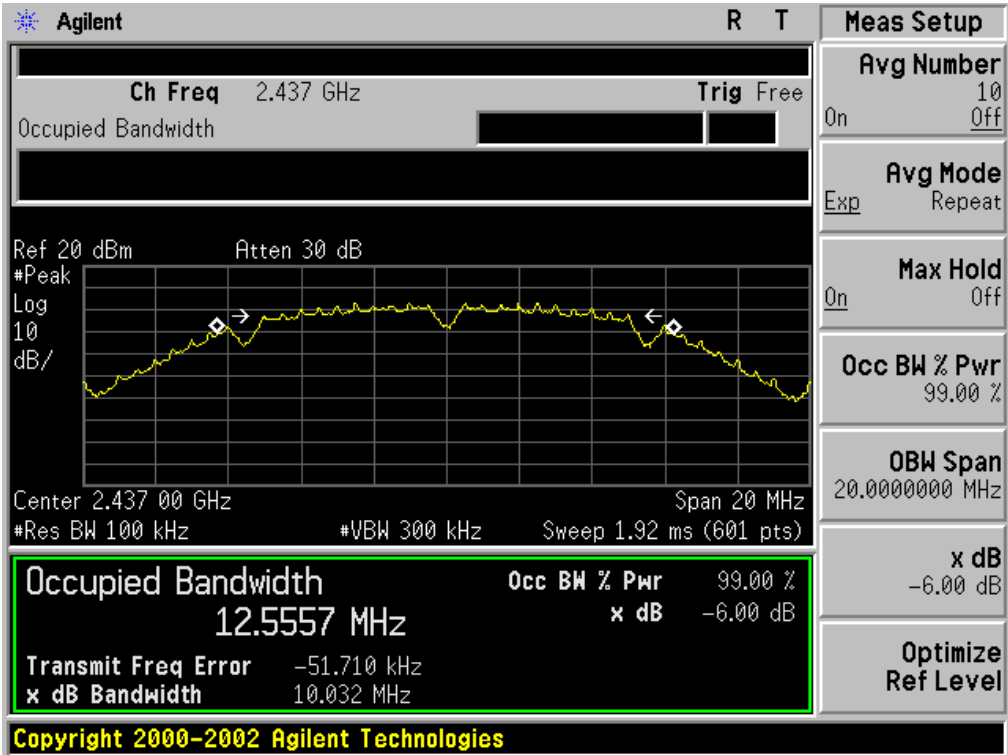 Agilent R T
Ch Freq 2.437 GHz Trig Free
Occupied Bandwidth
Ref 20 dBm Atten 30 dB
#Peak
Log
10
dB/
Center 2.437 00 GHz Span 20 MHz
#Res BW 100 kHz #VBW 300 kHz Sweep 1.92 ms (601 pts)
Occupied Bandwidth Occ BW % Pwr 99.00 %
12.5557 MHz x dB -6.00 dB
Transmit Freq Error -51.710 kHz
x dB Bandwidth 10.032 MHz
Copyright 2000-2002 Agilent Technologies
Meas Setup
Avg Number
10
On Off
Avg Mode
Exp Repeat
Max Hold
On Off
Occ BW % Pwr
99.00 %
OBW Span
20.0000000 MHz
x dB
-6.00 dB
Optimize
Ref Level